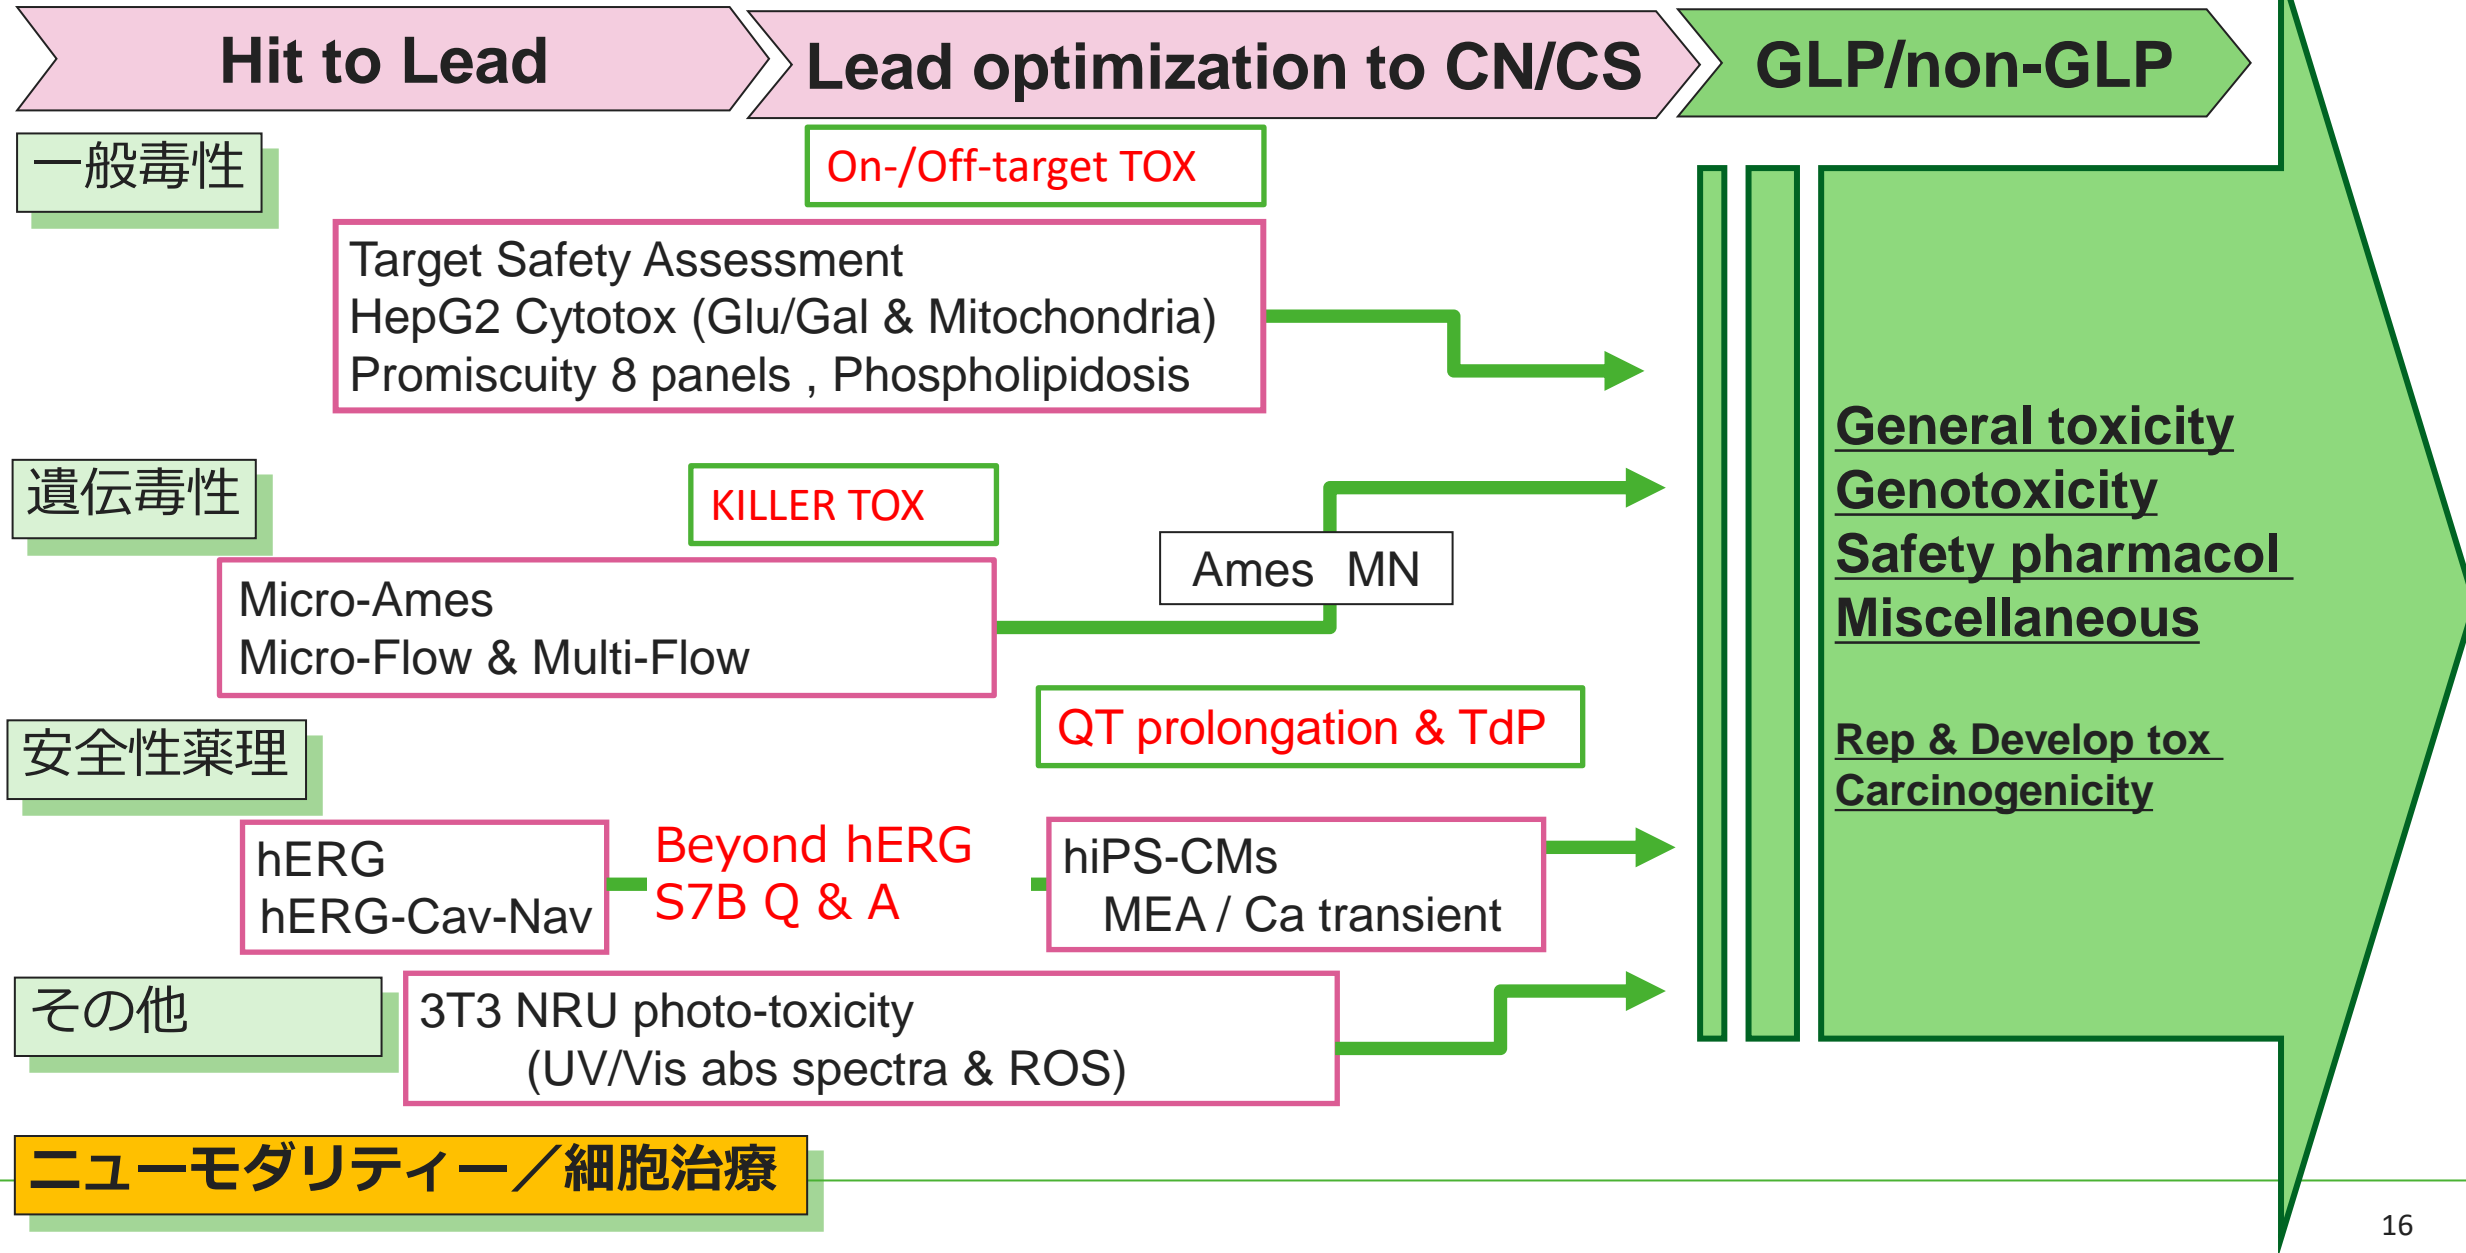 Hit to Lead
Lead optimization to CN/CS
GLP/non-GLP
一般毒性
On-/Off-target TOX
Target Safety Assessment
HepG2 Cytotox (Glu/Gal & Mitochondria)
Promiscuity 8 panels , Phospholipidosis
遺伝毒性
KILLER TOX
Micro-Ames
Micro-Flow & Multi-Flow
Ames MN
安全性薬理
QT prolongation & TdP
hERG
hERG-Cav-Nav
Beyond hERG
S7B Q & A
hiPS-CMs
MEA / Ca transient
その他
3T3 NRU photo-toxicity
(UV/Vis abs spectra & ROS)
General toxicity
Genotoxicity
Safety pharmacol
Miscellaneous
Rep & Develop tox
Carcinogenicity
ニューモダリティー／細胞治療
16